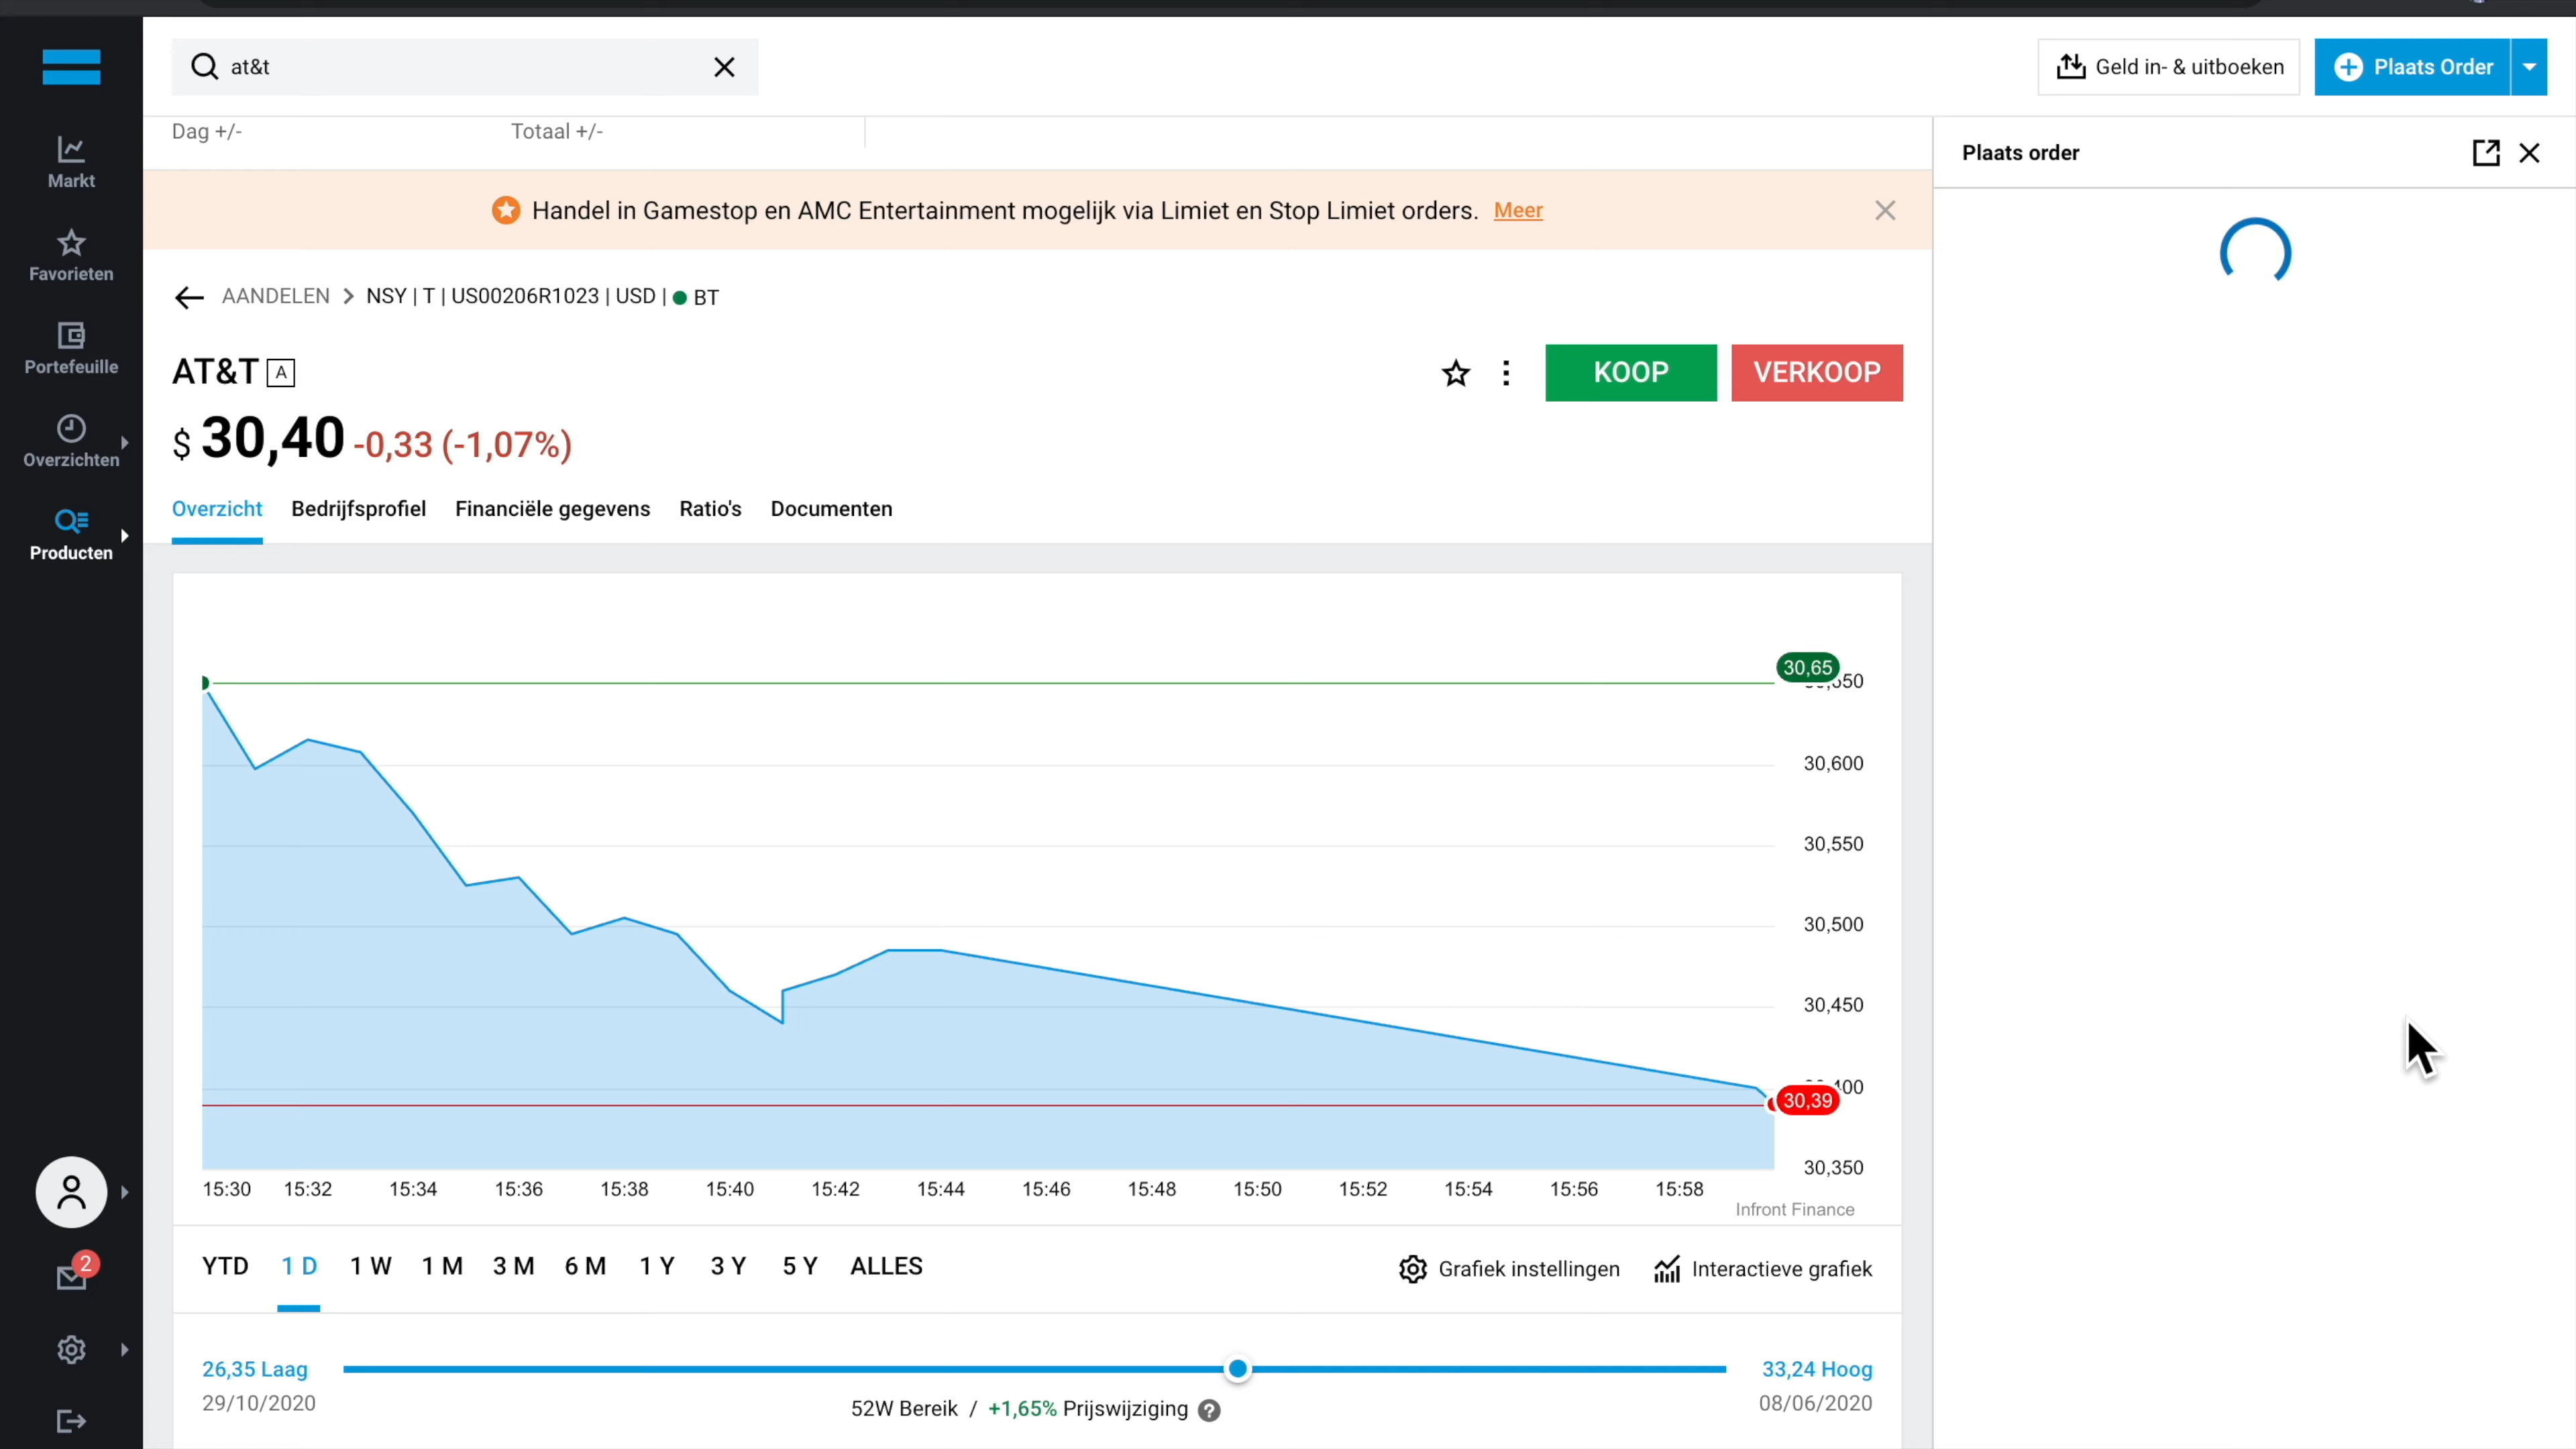 at&t
Geld in- & uitboeken
Plaats Order
Dag +/-
Totaal +/-
Plaats order
Handel in Gamestop en AMC Entertainment mogelijk via Limiet en Stop Limiet orders. Meer
AANDELEN > NSY | T | US00206R1023 | USD | BT
AT&T A
KOOP
VERKOOP
$ 30,40 -0,33 (-1,07%)
Overzicht
Bedrijfsprofiel
Financiële gegevens
Ratio's
Documenten
Markt
Favorieten
Portefeuille
Overzichten
Producten
2
30,65
30,600
30,550
30,500
30,450
30,39
30,350
15:30 15:32 15:34 15:36 15:38 15:40 15:42 15:44 15:46 15:48 15:50 15:52 15:54 15:56 15:58
Infront Finance
YTD 1 D 1 W 1 M 3 M 6 M 1 Y 3 Y 5 Y ALLES
Grafiek instellingen
Interactieve grafiek
26,35 Laag
29/10/2020
52W Bereik / +1,65% Prijswijziging ?
33,24 Hoog
08/06/2020